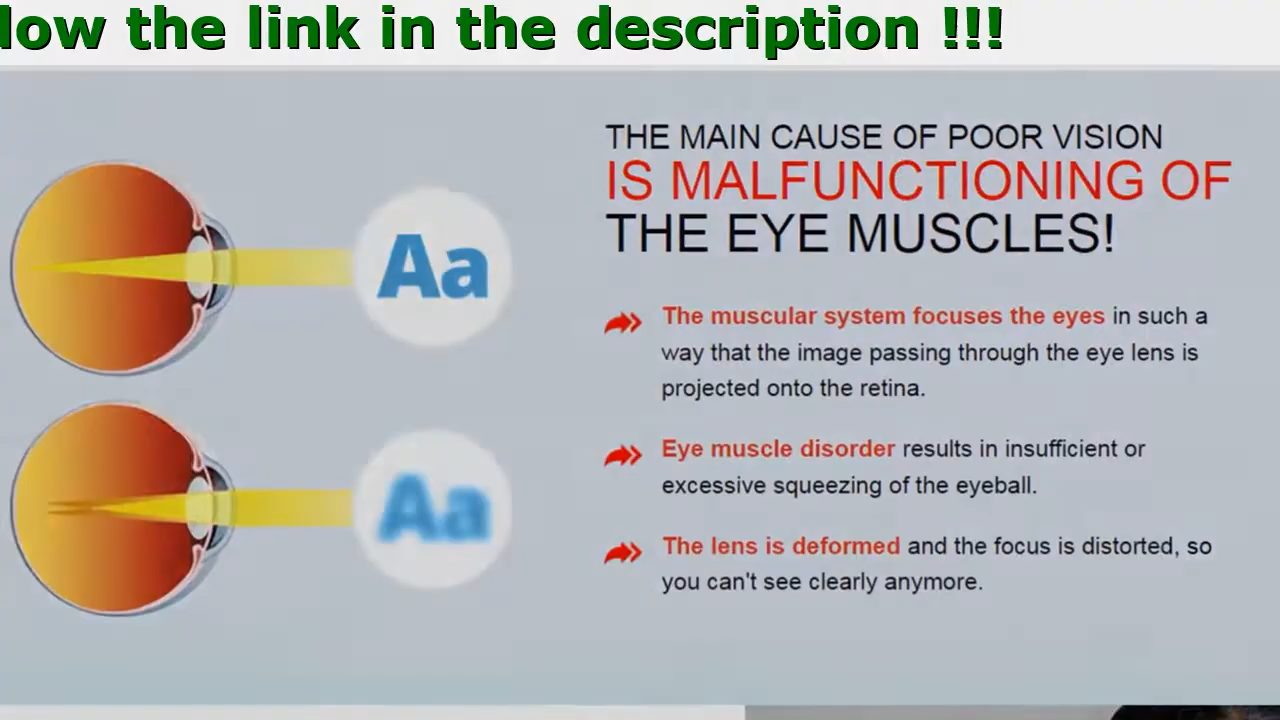 low the link in the description !!!
THE MAIN CAUSE OF POOR VISION
IS MALFUNCTIONING OF
THE EYE MUSCLES!
The muscular system focuses the eyes in such a
way that the image passing through the eye lens is
projected onto the retina.
Eye muscle disorder results in insufficient or
excessive squeezing of the eyeball.
The lens is deformed and the focus is distorted, so
you can't see clearly anymore.
Aa
Aa